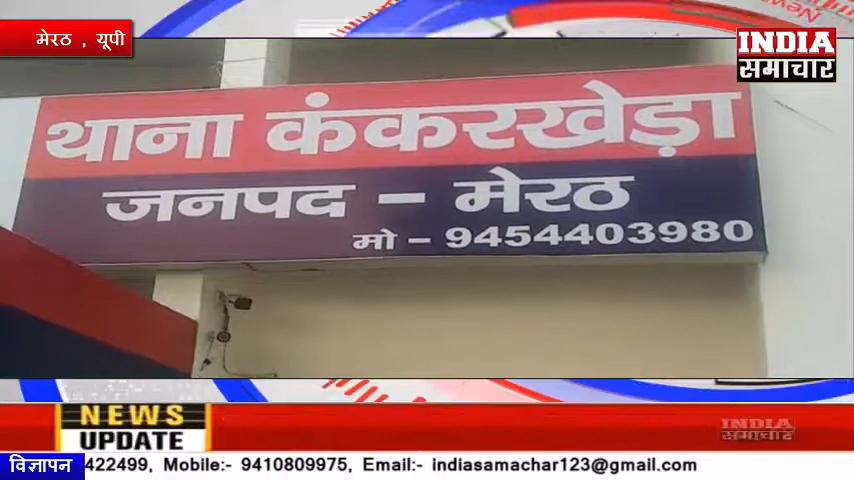 मेरठ , यूपी
INDIA
समाचार
थाना कंकरखेड़ा
जनपद - मेरठ
मो - 9454403980
NEWS
UPDATE
INDIA
समाचार
विज्ञापन 422499, Mobile:- 9410809975, Email:- indiasamachar123@gmail.com